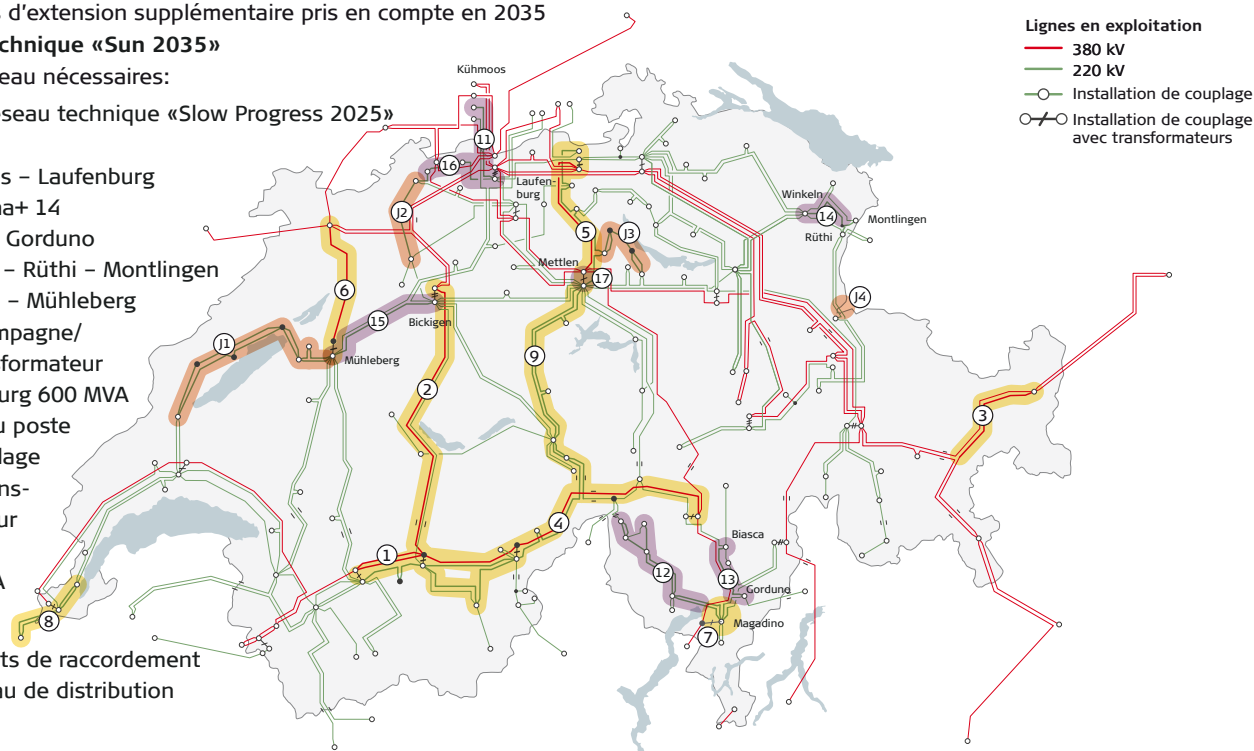 s d'extension supplémentaire pris en compte en 2035
chnique «Sun 2035»
eau nécessaires:
éseau technique «Slow Progress 2025»
s – Laufenburg
na+ 14
Gorduno
– Rüthi – Montlingen
– Mühleberg
mpagne/
sformateur
urg 600 MVA
u poste
lage
ns-
ur
A
ts de raccordement
au de distribution
Lignes en exploitation
380 kV
220 kV
Installation de couplage
Installation de couplage
avec transformateurs
Kühmoos
11
16
Laufen-
burg
J2
5
J3
Mettlen
17
Winkeln
14
Montlingen
Rüthi
J4
6
15
Bickigen
J1
Mühleberg
9
2
3
4
1
Biasca
12
13
Gorduno
Magadino
7
8